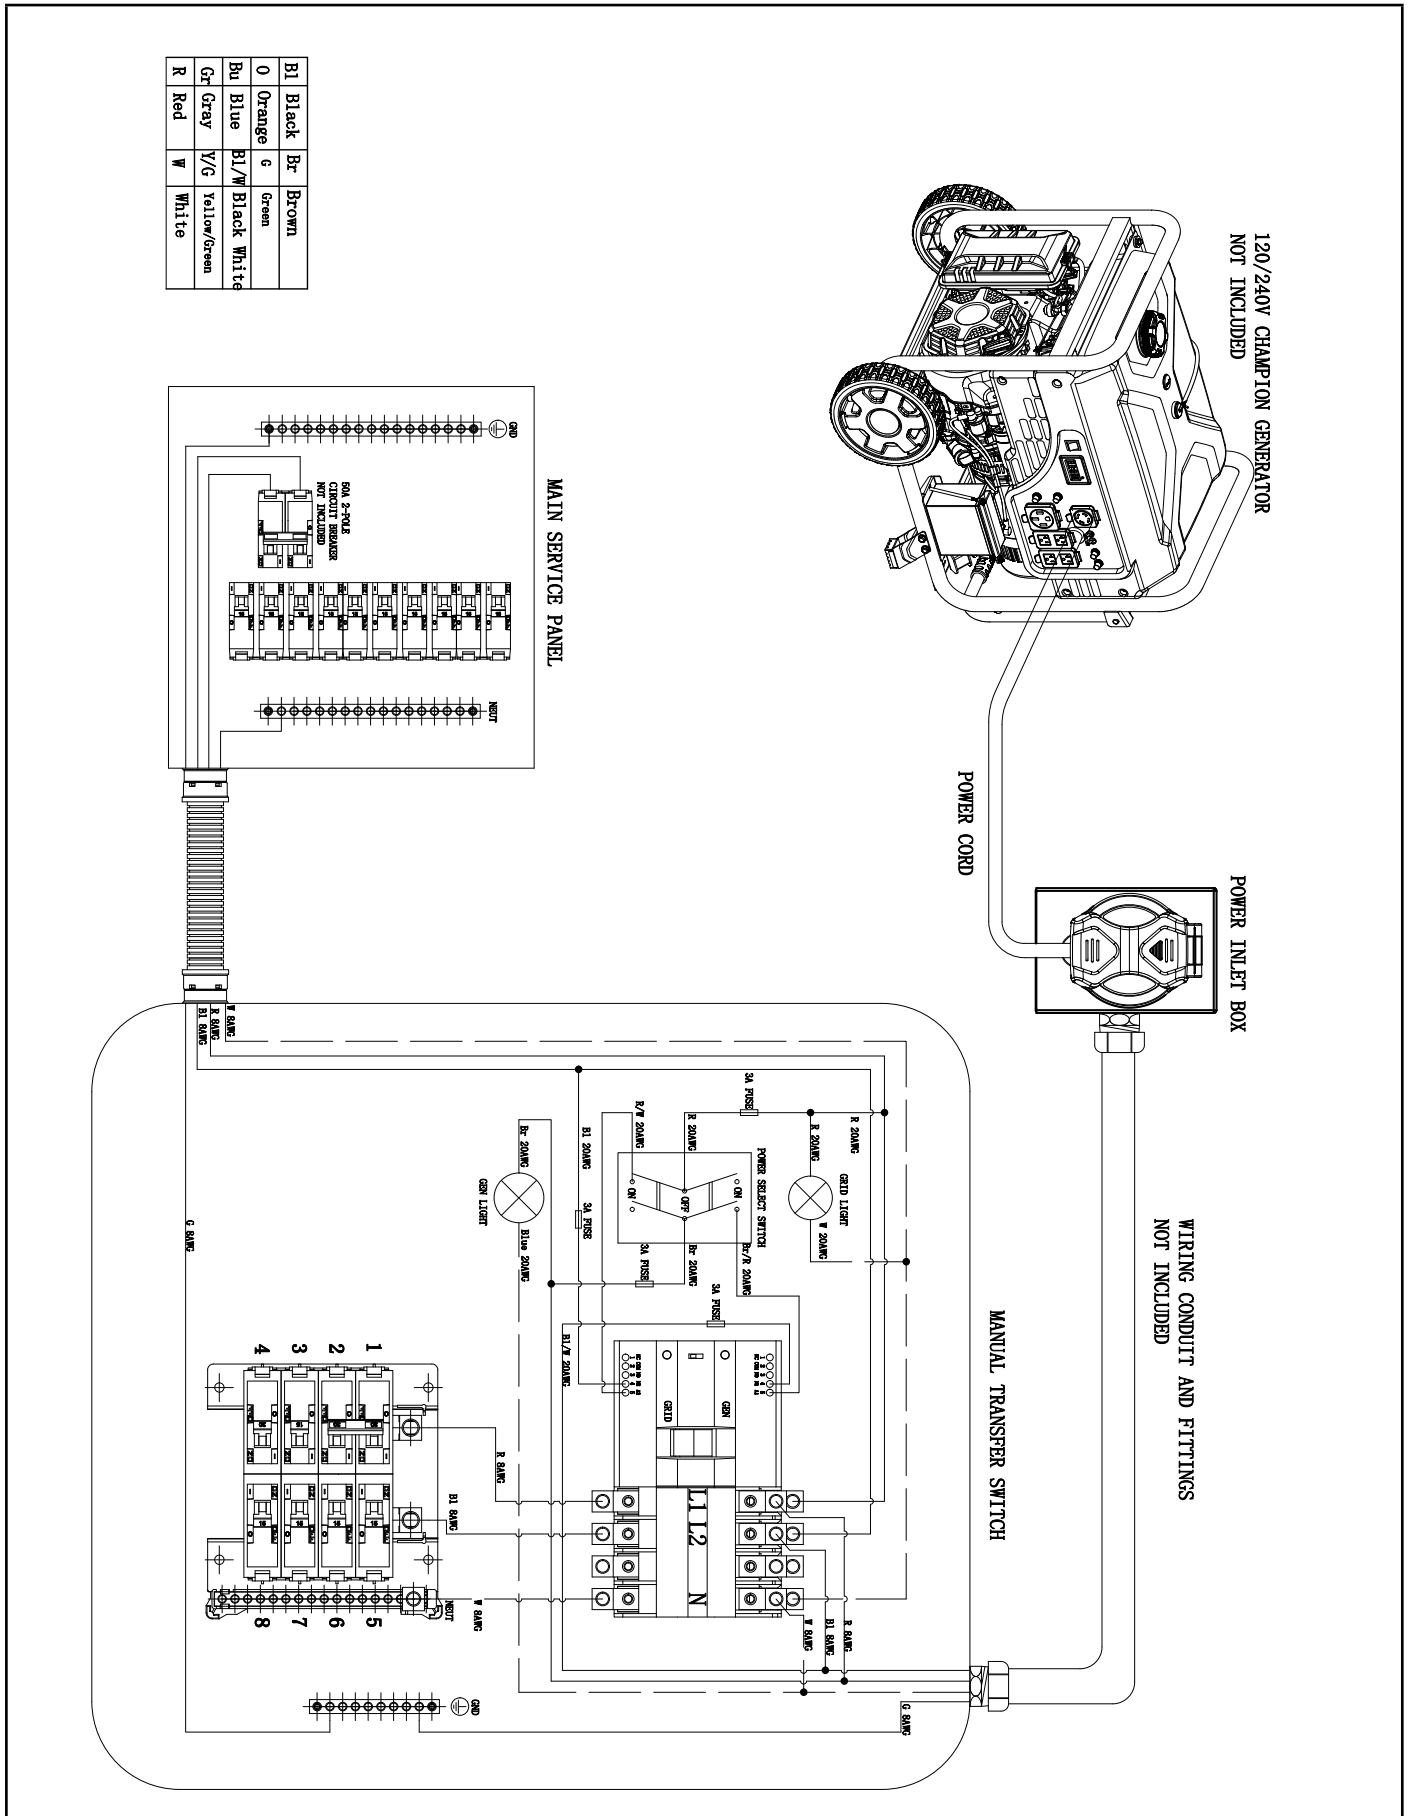 120/240V CHAMPION GENERATOR
NOT INCLUDED
POWER CORD
POWER INLET BOX
WIRING CONDUIT AND FITTINGS
NOT INCLUDED
MANUAL TRANSFER SWITCH
Bl Black Br Brown
O Orange G Green
Bu Blue Bl/W Black White
Gr Gray Y/G Yellow/Green
R Red W White
MAIN SERVICE PANEL
GND
50A 2-POLE
CIRCUIT BREAKER
NOT INCLUDED
NEUT
W 8AWG
R 8AWG
Bl 8AWG
G 8AWG
R 20AWG
3A FUSE
R 20AWG
GRID LIGHT
W 20AWG
R 20AWG
R/W 20AWG
POWER SELECT SWITCH
ON
OFF
ON
Bl 20AWG
3A FUSE
Br 20AWG
GEN LIGHT
Blue 20AWG
Br 20AWG
3A FUSE
Br/R 20AWG
3A FUSE
Bl/W 20AWG
GEN
GRID
L1 L2 N
R 8AWG
Bl 8AWG
W 8AWG
R 8AWG
Bl 8AWG
W 8AWG
1
2
3
4
5
6
7
8
NEUT
GND
G 8AWG